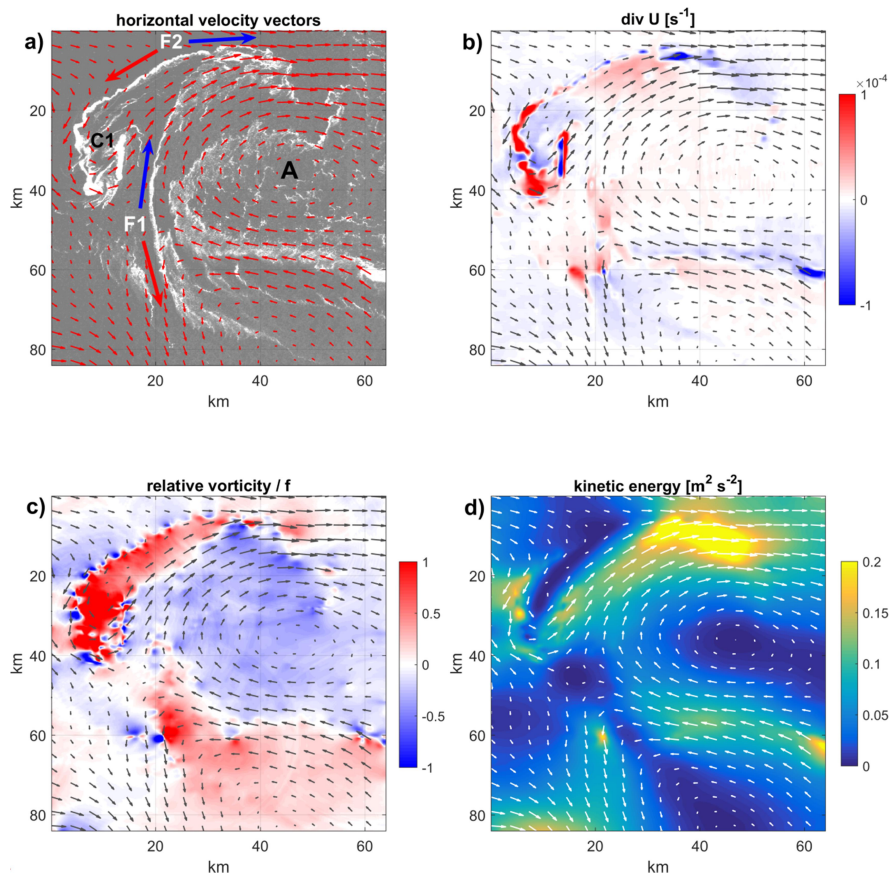 horizontal velocity vectors
a)
F2
C1
A
F1
20
40
60
80
km
20
40
60
km
div U [s⁻¹]
b)
20
40
60
80
km
20
40
60
km
×10⁻⁴
1
0
-1
relative vorticity / f
c)
20
40
60
80
km
20
40
60
km
1
0.5
0
-0.5
-1
kinetic energy [m² s⁻²]
d)
20
40
60
80
km
20
40
60
km
0.2
0.15
0.1
0.05
0